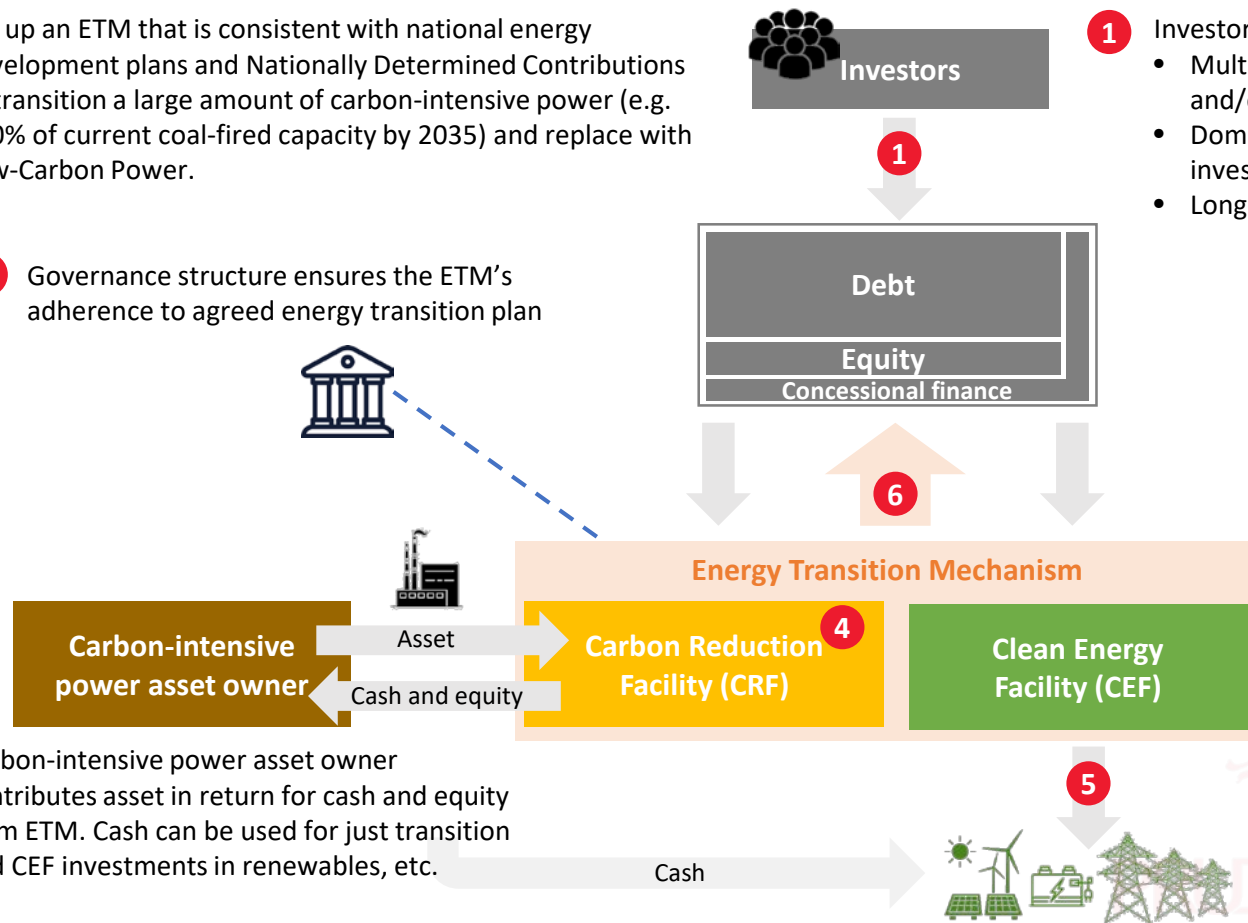 up an ETM that is consistent with national energy
velopment plans and Nationally Determined Contributions
transition a large amount of carbon-intensive power (e.g.
0% of current coal-fired capacity by 2035) and replace with
w-Carbon Power.
Governance structure ensures the ETM's
adherence to agreed energy transition plan
Investors
1
1
Investor
Mult
and/
Dom
inves
Long
Debt
Equity
Concessional finance
6
Energy Transition Mechanism
Carbon-intensive
power asset owner
Asset
Cash and equity
Carbon Reduction
Facility (CRF)
4
Clean Energy
Facility (CEF)
rbon-intensive power asset owner
ntributes asset in return for cash and equity
m ETM. Cash can be used for just transition
d CEF investments in renewables, etc.
Cash
5